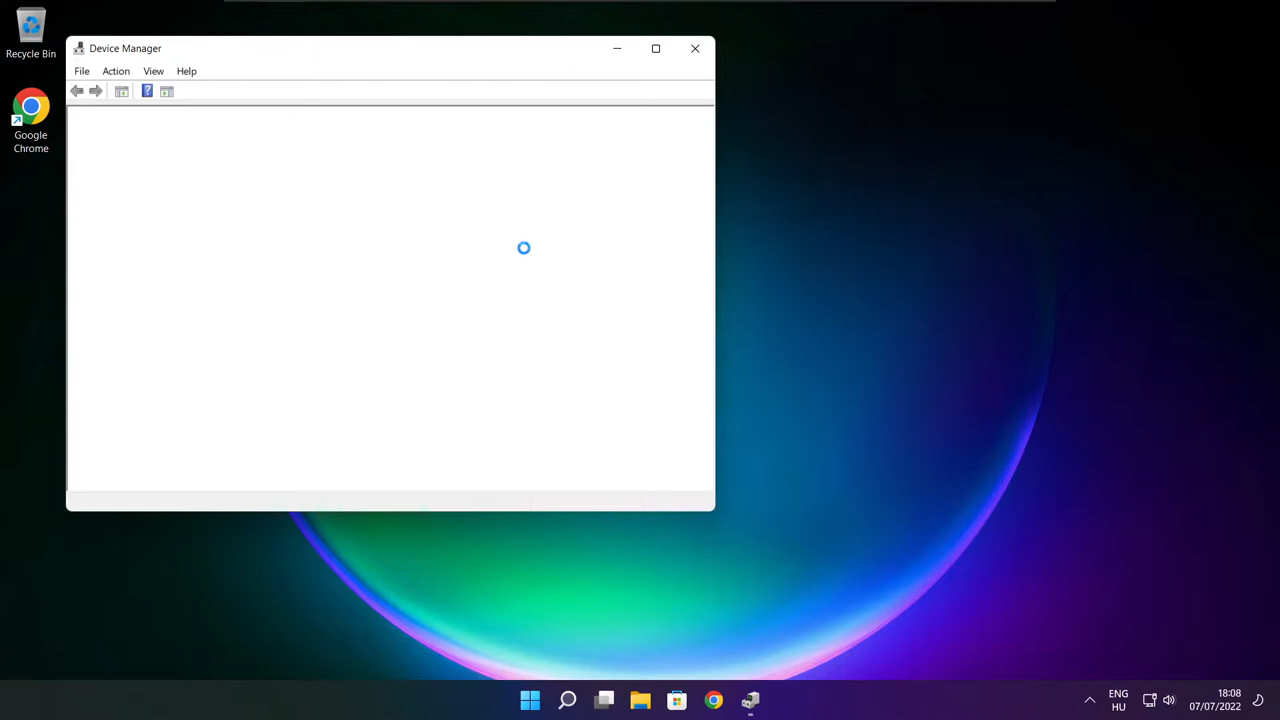 Recycle Bin
Google
Chrome
Device Manager
File Action View Help
?
ENG
HU
18:08
07/07/2022